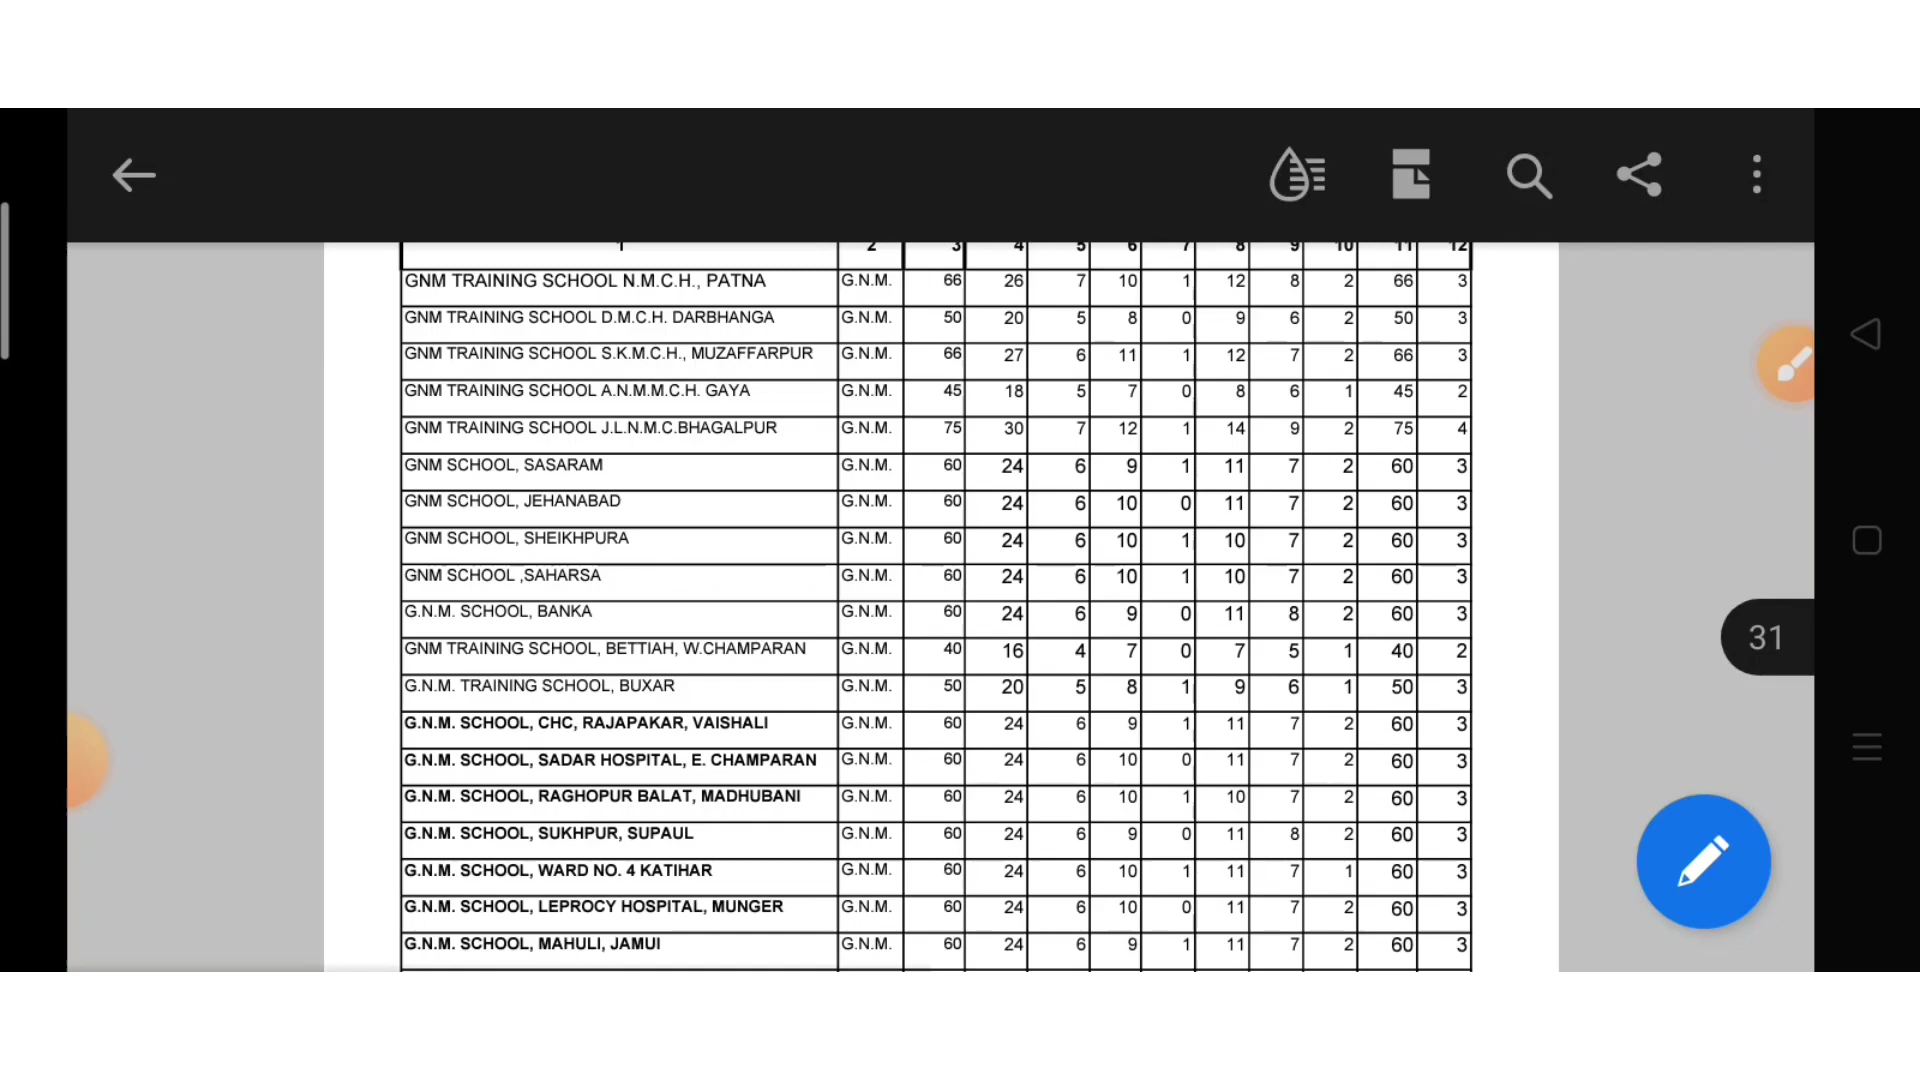 1 2 3 4 5 6 7 8 9 10 11 12
GNM TRAINING SCHOOL N.M.C.H., PATNA G.N.M. 66 26 7 10 1 12 8 2 66 3
GNM TRAINING SCHOOL D.M.C.H. DARBHANGA G.N.M. 50 20 5 8 0 9 6 2 50 3
GNM TRAINING SCHOOL S.K.M.C.H., MUZAFFARPUR G.N.M. 66 27 6 11 1 12 7 2 66 3
GNM TRAINING SCHOOL A.N.M.M.C.H. GAYA G.N.M. 45 18 5 7 0 8 6 1 45 2
GNM TRAINING SCHOOL J.L.N.M.C.BHAGALPUR G.N.M. 75 30 7 12 1 14 9 2 75 4
GNM SCHOOL, SASARAM G.N.M. 60 24 6 9 1 11 7 2 60 3
GNM SCHOOL, JEHANABAD G.N.M. 60 24 6 10 0 11 7 2 60 3
GNM SCHOOL, SHEIKHPURA G.N.M. 60 24 6 10 1 10 7 2 60 3
GNM SCHOOL ,SAHARSA G.N.M. 60 24 6 10 1 10 7 2 60 3
G.N.M. SCHOOL, BANKA G.N.M. 60 24 6 9 0 11 8 2 60 3
31
GNM TRAINING SCHOOL, BETTIAH, W.CHAMPARAN G.N.M. 40 16 4 7 0 7 5 1 40 2
G.N.M. TRAINING SCHOOL, BUXAR G.N.M. 50 20 5 8 1 9 6 1 50 3
G.N.M. SCHOOL, CHC, RAJAPAKAR, VAISHALI G.N.M. 60 24 6 9 1 11 7 2 60 3
G.N.M. SCHOOL, SADAR HOSPITAL, E. CHAMPARAN G.N.M. 60 24 6 10 0 11 7 2 60 3
G.N.M. SCHOOL, RAGHOPUR BALAT, MADHUBANI G.N.M. 60 24 6 10 1 10 7 2 60 3
G.N.M. SCHOOL, SUKHPUR, SUPAUL G.N.M. 60 24 6 9 0 11 8 2 60 3
G.N.M. SCHOOL, WARD NO. 4 KATIHAR G.N.M. 60 24 6 10 1 11 7 1 60 3
G.N.M. SCHOOL, LEPROCY HOSPITAL, MUNGER G.N.M. 60 24 6 10 0 11 7 2 60 3
G.N.M. SCHOOL, MAHULI, JAMUI G.N.M. 60 24 6 9 1 11 7 2 60 3